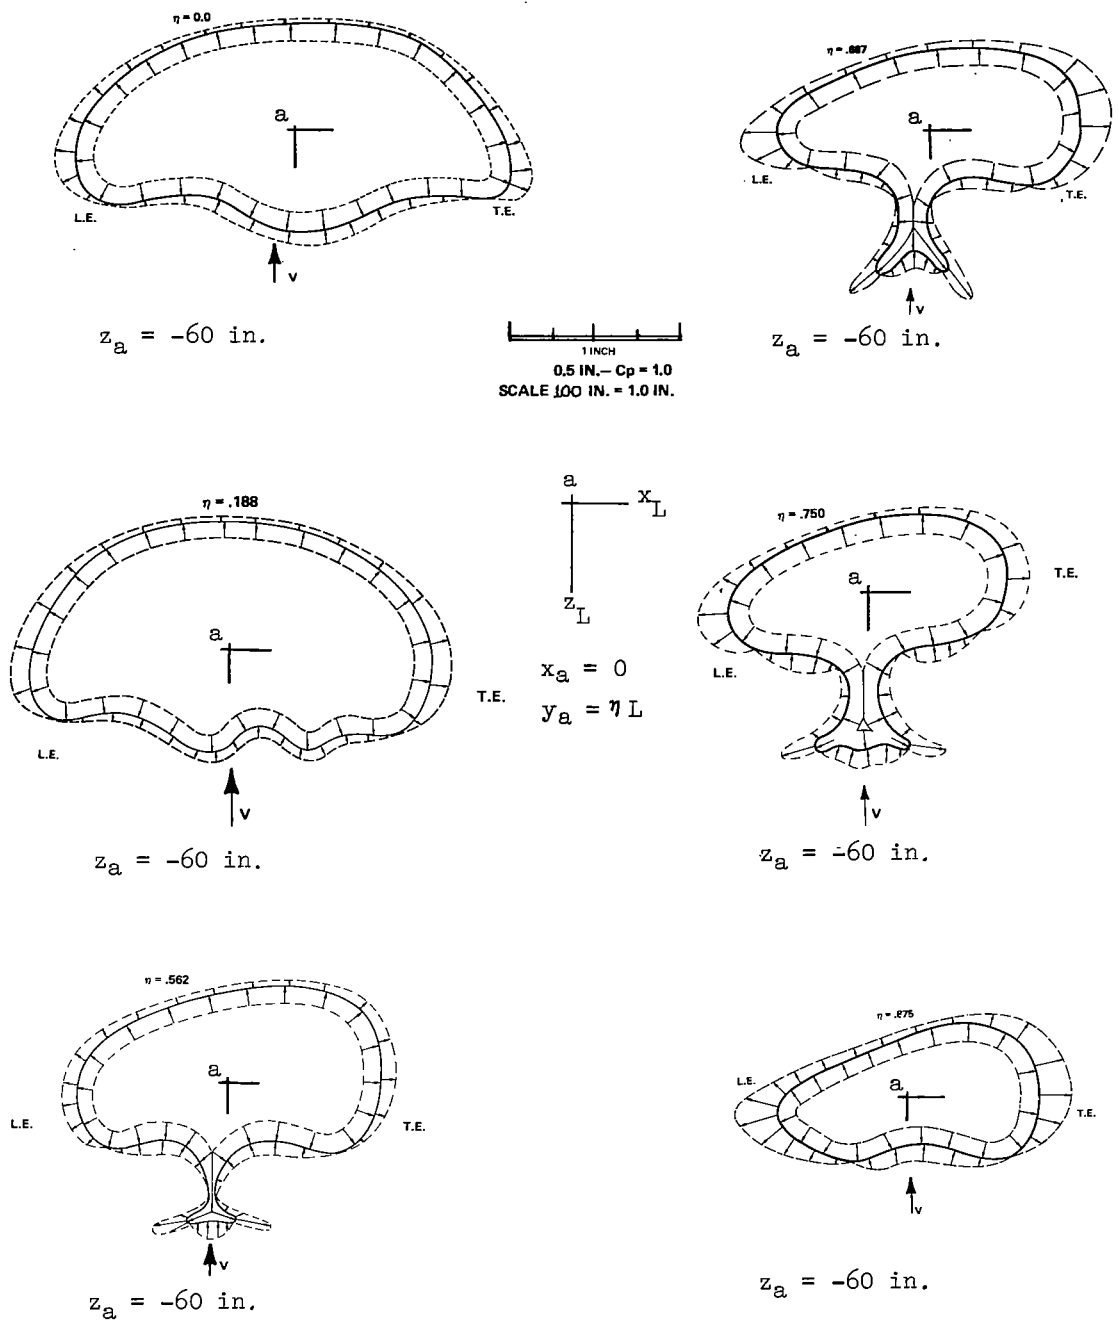 η = 0.0
a
L.E.
T.E.
v
z_a = -60 in.
η = .687
a
L.E.
T.E.
v
z_a = -60 in.
1 INCH
0.5 IN.— Cp = 1.0
SCALE 100 IN. = 1.0 IN.
η = .188
a
L.E.
T.E.
v
z_a = -60 in.
a
x_L
z_L
x_a = 0
y_a = η L
η = .750
a
L.E.
T.E.
v
z_a = -60 in.
η = .562
a
L.E.
T.E.
v
z_a = -60 in.
η = .875
a
L.E.
T.E.
v
z_a = -60 in.